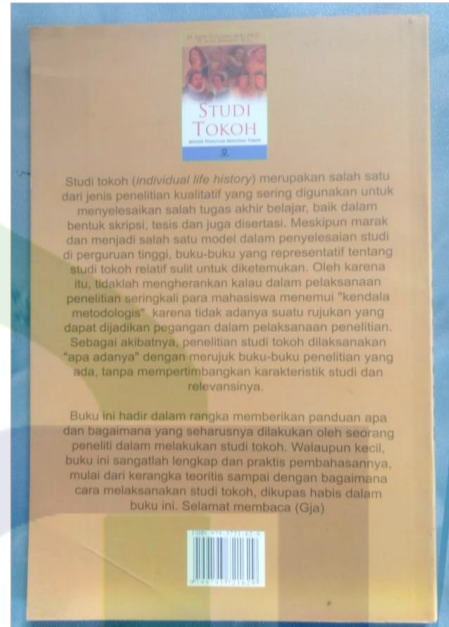 STUDI
TOKOH
Studi tokoh (individual life history) merupakan salah satu
dari jenis penelitian kualitatif yang sering digunakan untuk
menyelesaikan salah tugas akhir belajar, baik dalam
bentuk skripsi, tesis dan juga disertasi. Meskipun marak
dan menjadi salah satu model dalam penyelesaian studi
di perguruan tinggi, buku-buku yang representatif tentang
studi tokoh relatif sulit untuk diketemukan. Oleh karena
itu, tidaklah mengherankan kalau dalam pelaksanaan
penelitian seringkali para mahasiswa menemui "kendala
metodologis". karena tidak adanya suatu rujukan yang
dapat dijadikan pegangan dalam pelaksanaan penelitian.
Sebagai akibatnya, penelitian studi tokoh dilaksanakan
"apa adanya" dengan merujuk buku-buku penelitian yang
ada, tanpa mempertimbangkan karakteristik studi dan
relevansinya.
Buku ini hadir dalam rangka memberikan panduan apa
dan bagaimana yang seharusnya dilakukan oleh seorang
peneliti dalam melakukan studi tokoh. Walaupun kecil,
buku ini sangatlah lengkap dan praktis pembahasannya,
mulai dari kerangka teoritis sampai dengan bagaimana
cara melaksanakan studi tokoh, dikupas habis dalam
buku ini. Selamat membaca (Gja)